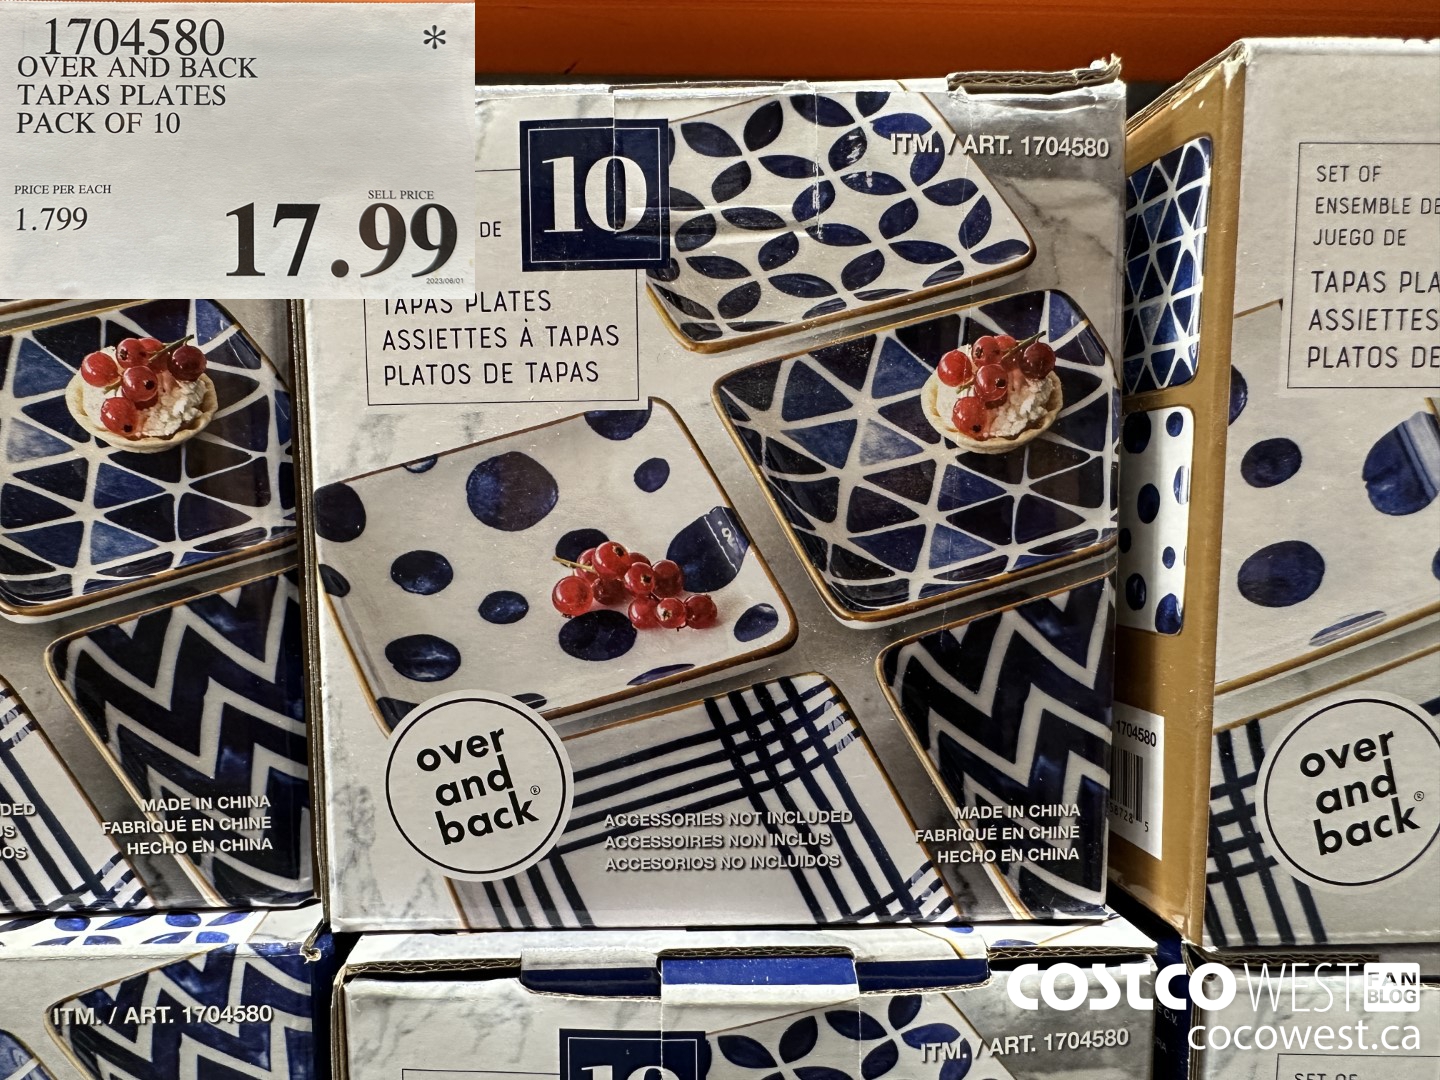 1704580
*
OVER AND BACK
TAPAS PLATES
PACK OF 10
PRICE PER EACH
1.799
SELL PRICE
17.99
2023/06/01
10
ITM. / ART. 1704580
DE
TAPAS PLATES
ASSIETTES À TAPAS
PLATOS DE TAPAS
over
and
back®
ACCESSORIES NOT INCLUDED
ACCESSOIRES NON INCLUS
ACCESORIOS NO INCLUIDOS
MADE IN CHINA
FABRIQUÉ EN CHINE
HECHO EN CHINA
MADE IN CHINA
FABRIQUÉ EN CHINE
HECHO EN CHINA
1704580
SET OF
ENSEMBLE DE
JUEGO DE
TAPAS
ASSIETTES
PLATOS DE
over
and
back®
ITM. / ART. 1704580
10
ITM. / ART. 1704580
SET OF
COSTCO WEST FAN BLOG
cocowest.ca